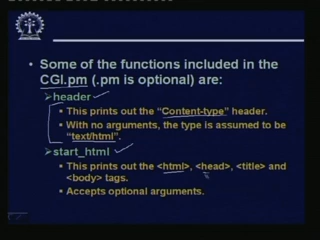 • Some of the functions included in the
CGI.pm (.pm is optional) are:
➢header
▪ This prints out the “Content-type” header.
▪ With no arguments, the type is assumed to be
“text/html”.
➢start_html
▪ This prints out the <html>, <head>, <title> and
<body> tags.
▪ Accepts optional arguments.